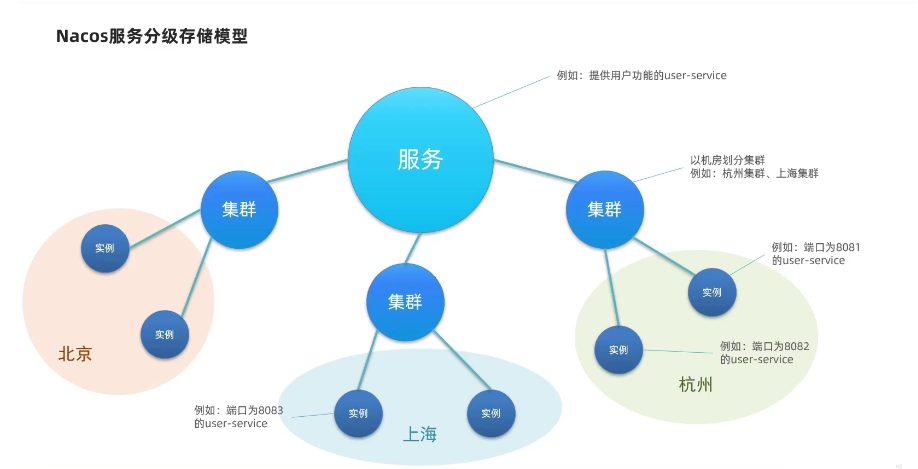 Nacos服务分级存储模型
例如：提供用户功能的user-service
服务
以机房划分集群
例如：杭州集群、上海集群
集群
集群
实例
例如：端口为8081
的user-service
实例
集群
实例
实例
例如：端口为8082
的user-service
实例
北京
杭州
例如：端口为8083
的user-service
实例
实例
上海